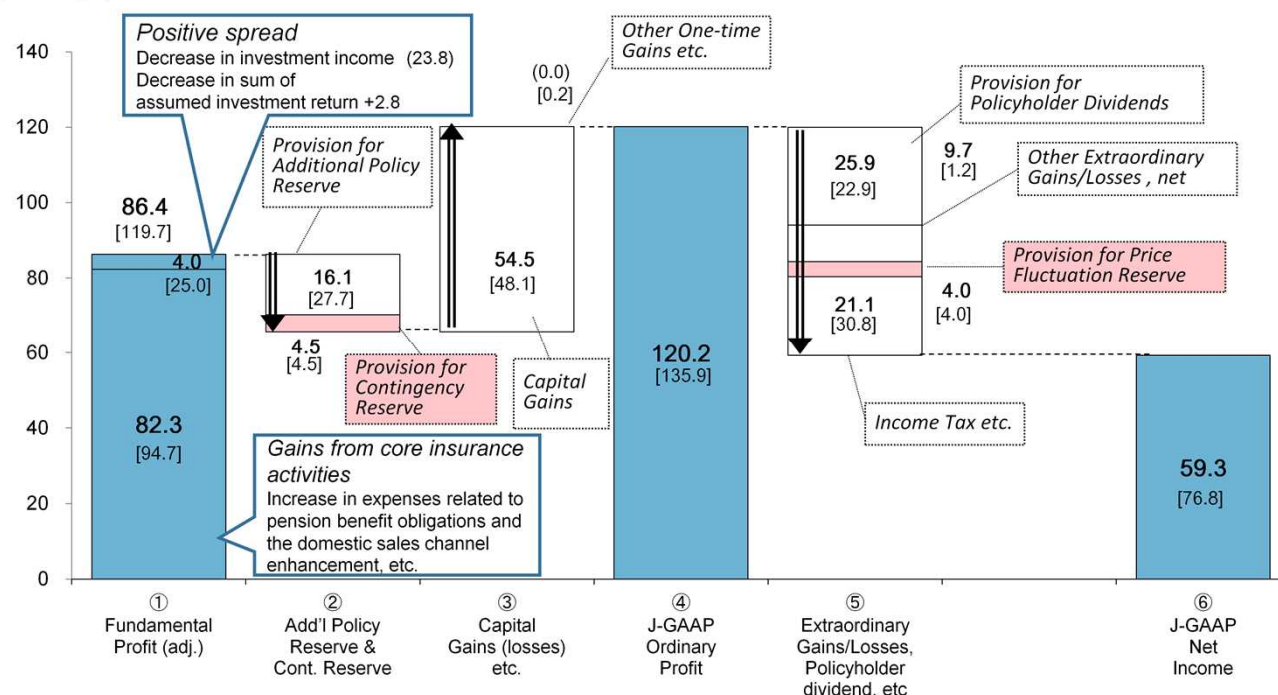 Positive spread
Decrease in investment income (23.8)
Decrease in sum of
assumed investment return +2.8
140
120
100
80
60
40
20
0
86.4
[119.7]
4.0
[25.0]
82.3
[94.7]
Gains from core insurance
activities
Increase in expenses related to
pension benefit obligations and
the domestic sales channel
enhancement, etc.
Provision for
Additional Policy
Reserve
16.1
[27.7]
4.5
[4.5]
Provision for
Contingency
Reserve
Other One-time
Gains etc.
(0.0)
[0.2]
54.5
[48.1]
Capital
Gains
120.2
[135.9]
Provision for
Policyholder Dividends
25.9
[22.9]
9.7
[1.2]
Other Extraordinary
Gains/Losses , net
Provision for Price
Fluctuation Reserve
4.0
[4.0]
21.1
[30.8]
Income Tax etc.
59.3
[76.8]
①
Fundamental
Profit (adj.)
②
Add'l Policy
Reserve &
Cont. Reserve
③
Capital
Gains (losses)
etc.
④
J-GAAP
Ordinary
Profit
⑤
Extraordinary
Gains/Losses,
Policyholder
dividend, etc
⑥
J-GAAP
Net
Income